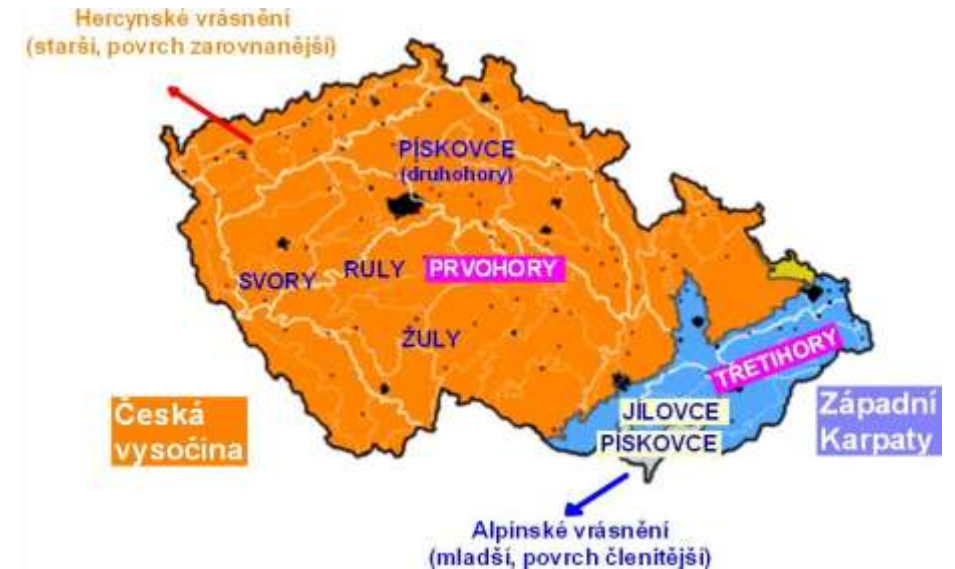 Hercynské vrásnění
(starší, povrch zarovnanější)
PÍSKOVCE
(druhohory)
SVORY
RULY
PRVOHORY
ŽULY
TŘETIHORY
Česká
vysočina
JÍLOVCE
PÍSKOVCE
Západní
Karpaty
Alpinské vrásnění
(mladší, povrch členitější)